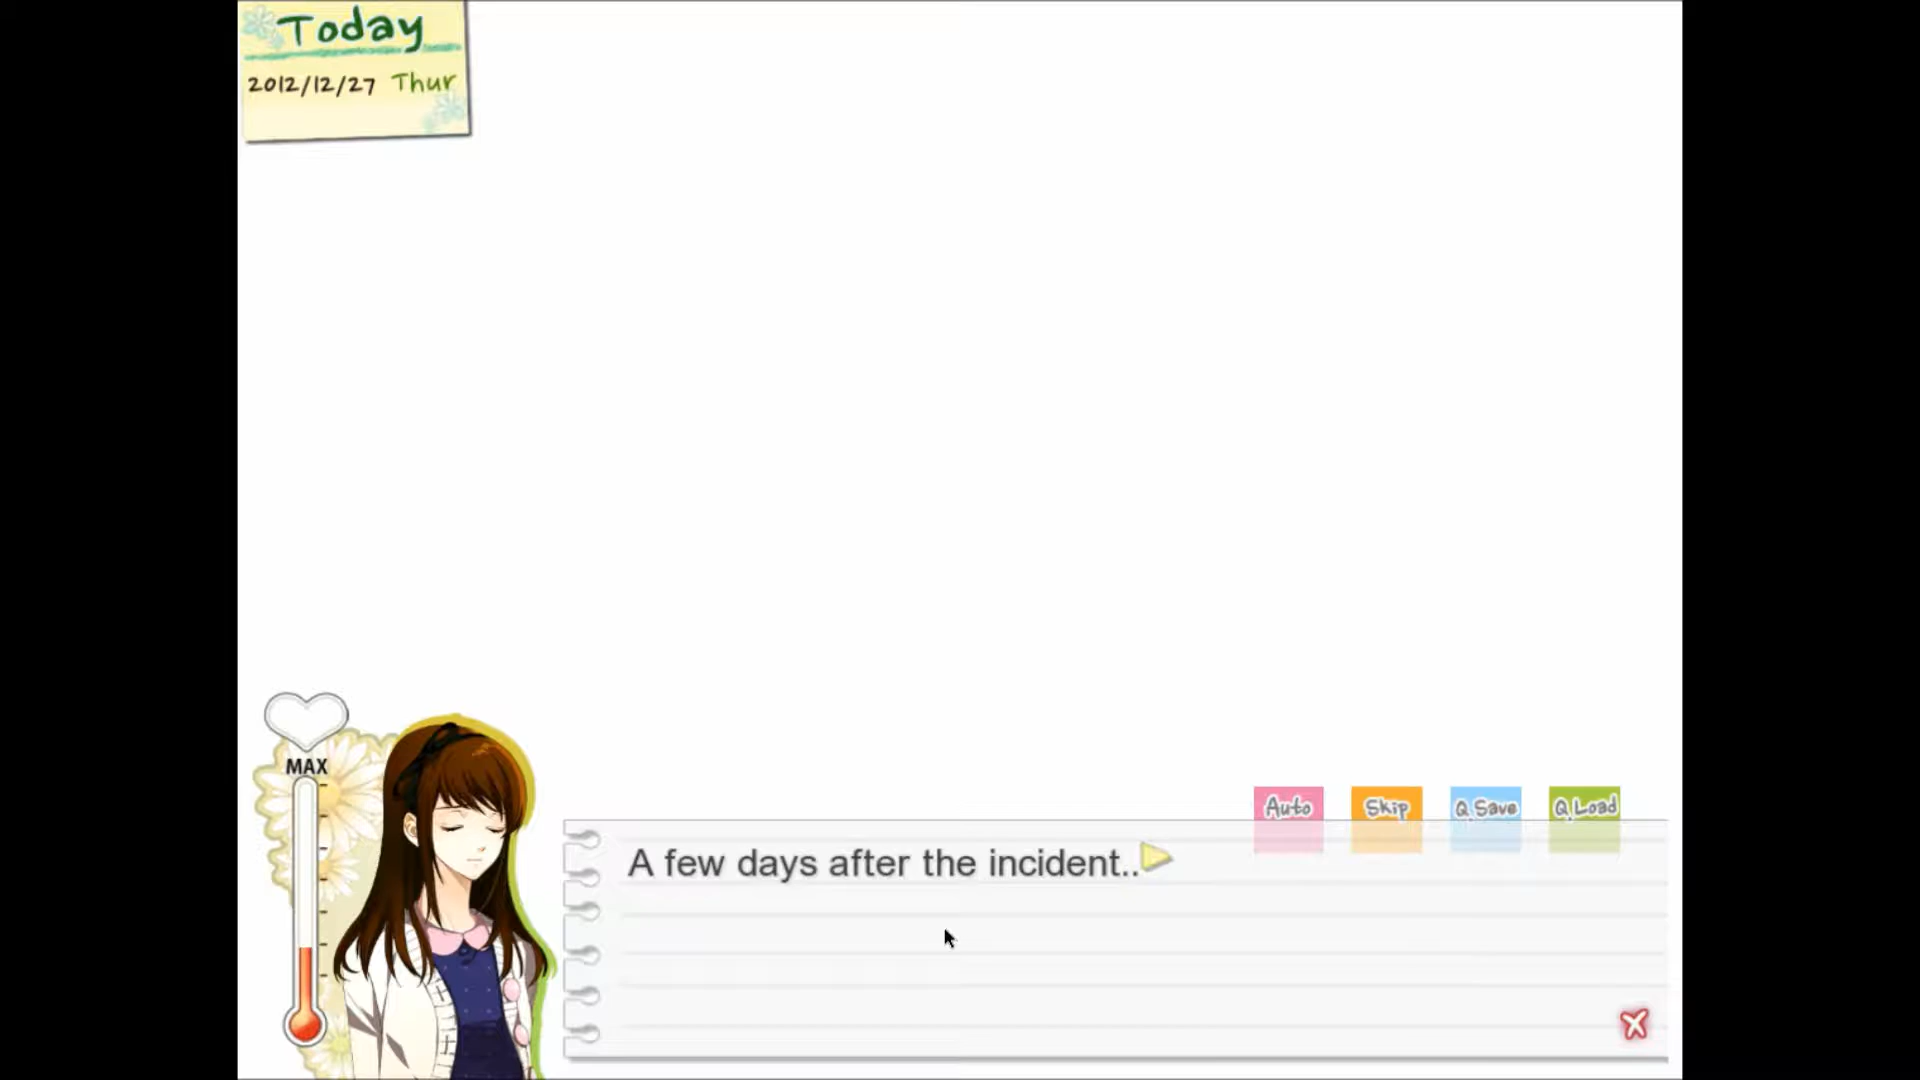 Today
2012/12/27 Thur
MAX
Auto Skip Q.Save Q.Load
A few days after the incident..